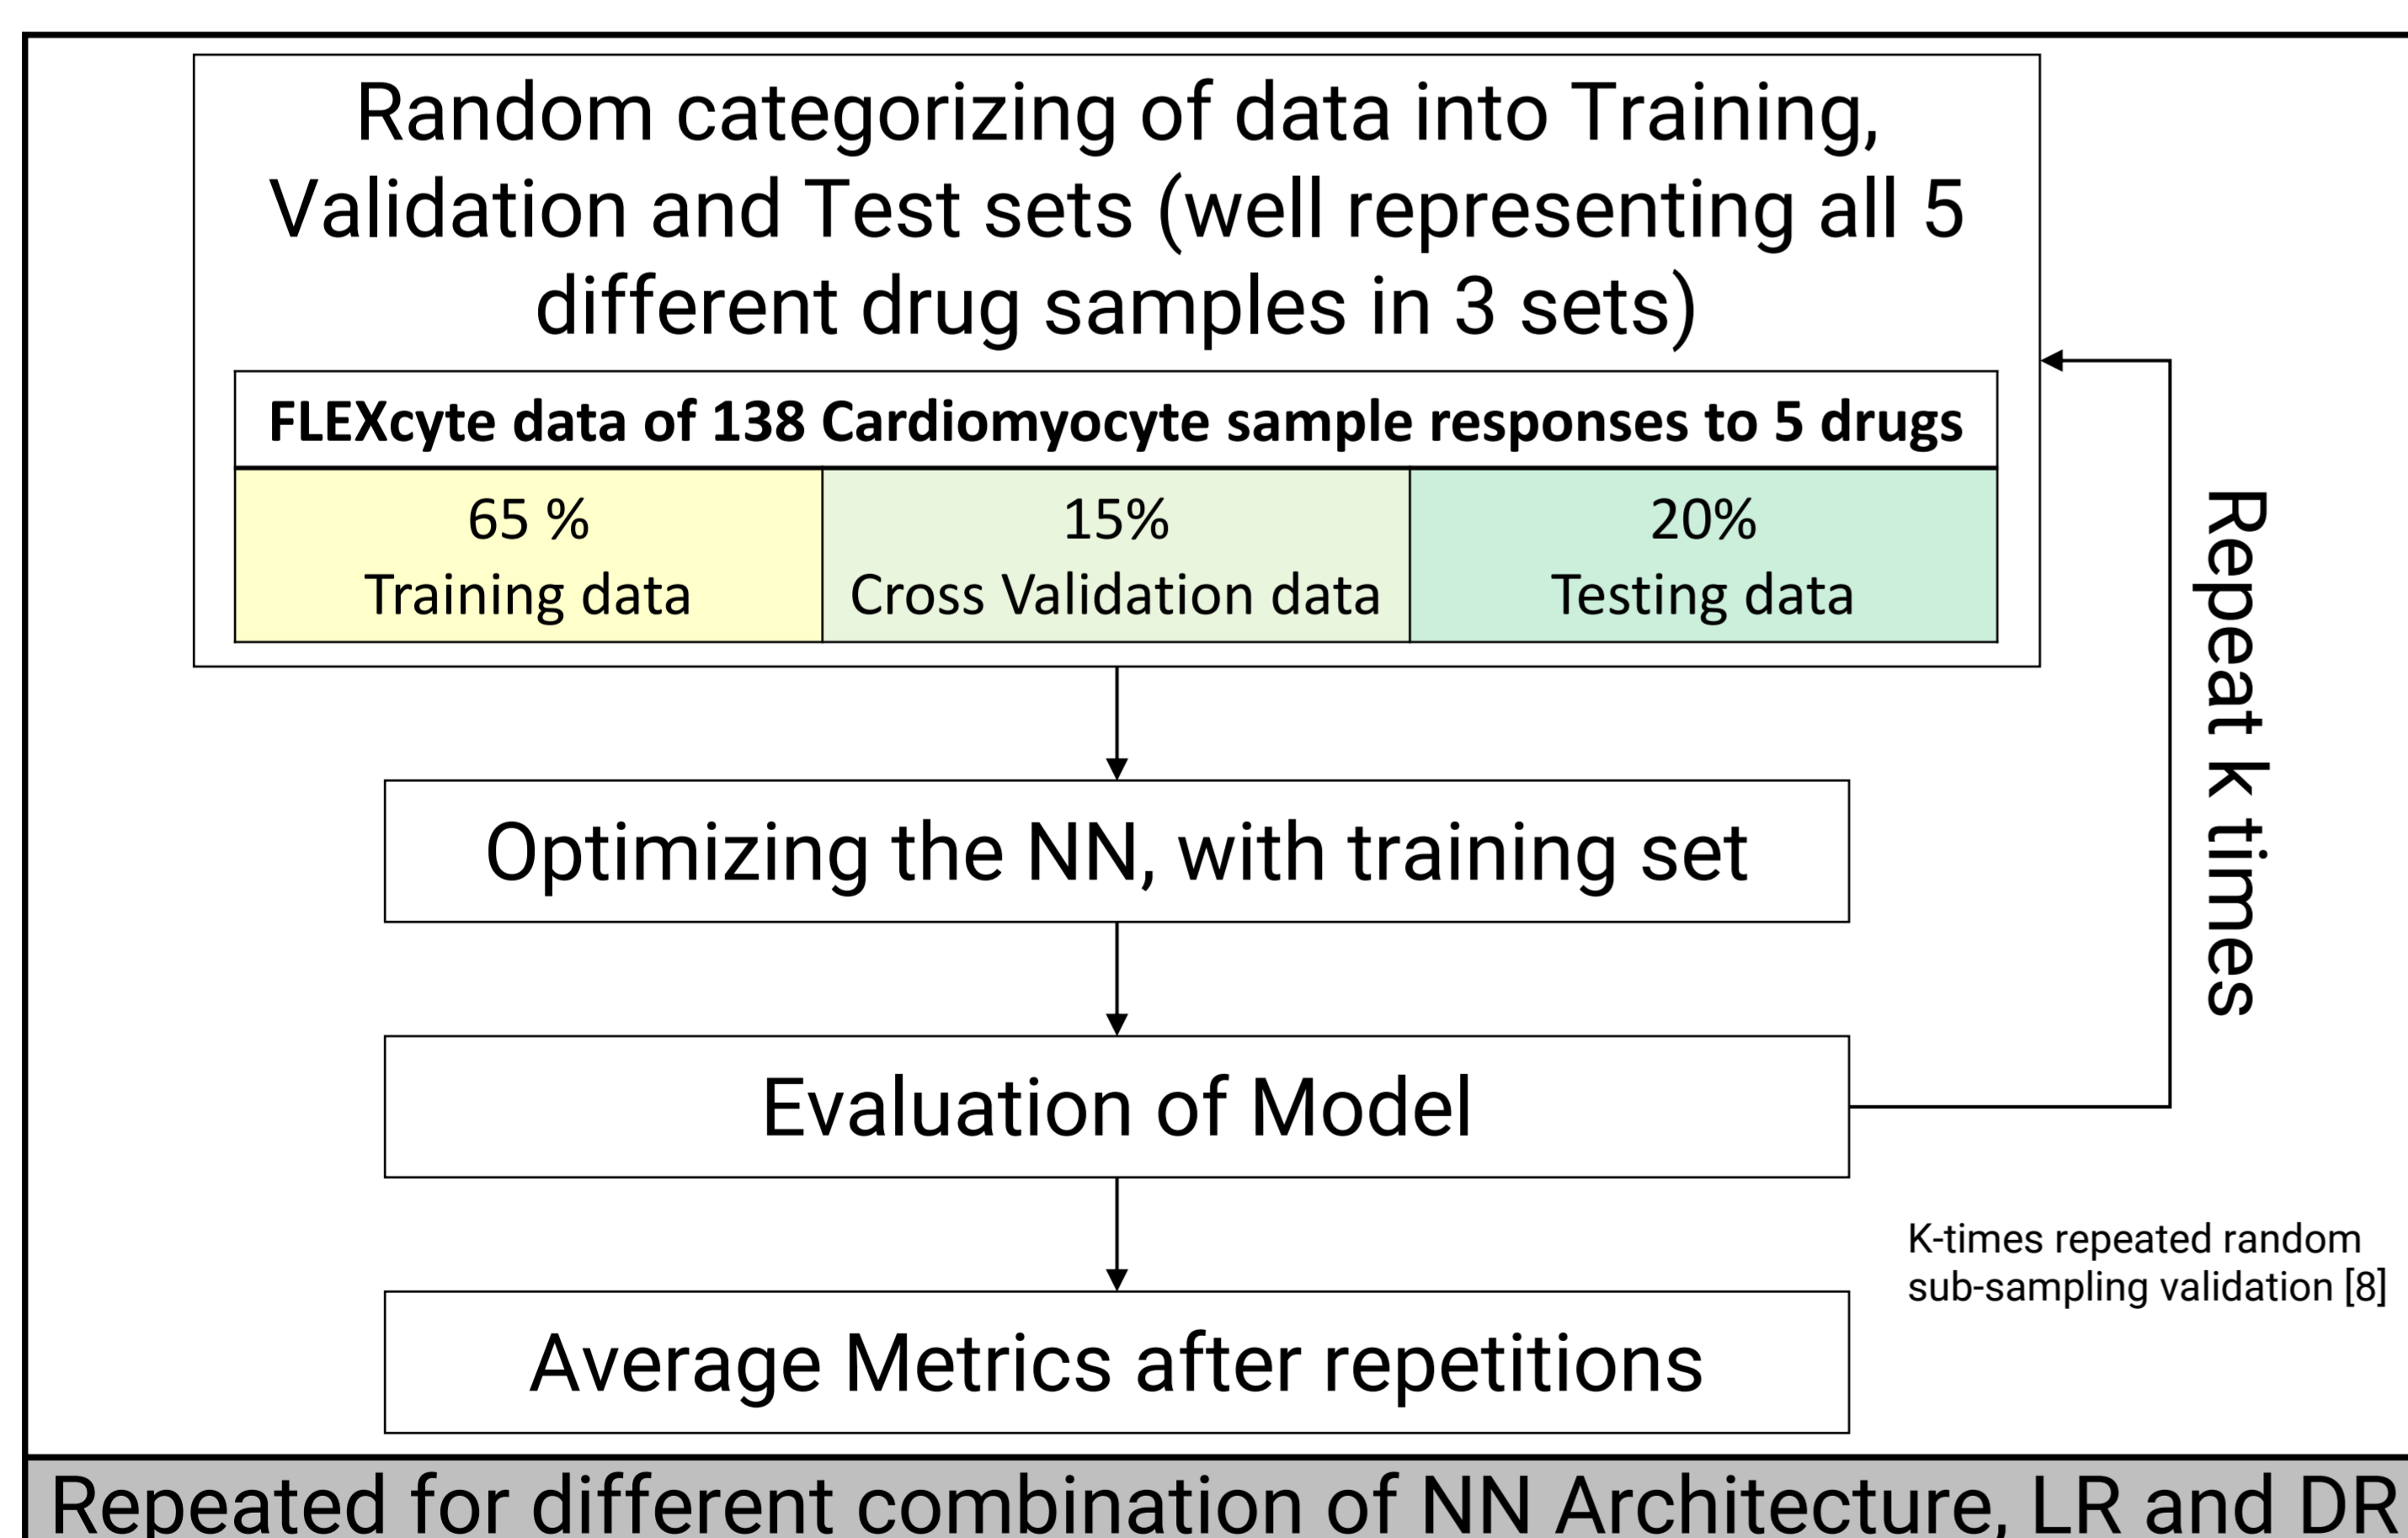 Random categorizing of data into Training,
Validation and Test sets (well representing all 5
different drug samples in 3 sets)
FLEXcyte data of 138 Cardiomyocyte sample responses to 5 drugs
65 %
Training data
15%
Cross Validation data
20%
Testing data
Repeat k times
Optimizing the NN, with training set
Evaluation of Model
K-times repeated random
sub-sampling validation [8]
Average Metrics after repetitions
Repeated for different combination of NN Architecture, LR and DR